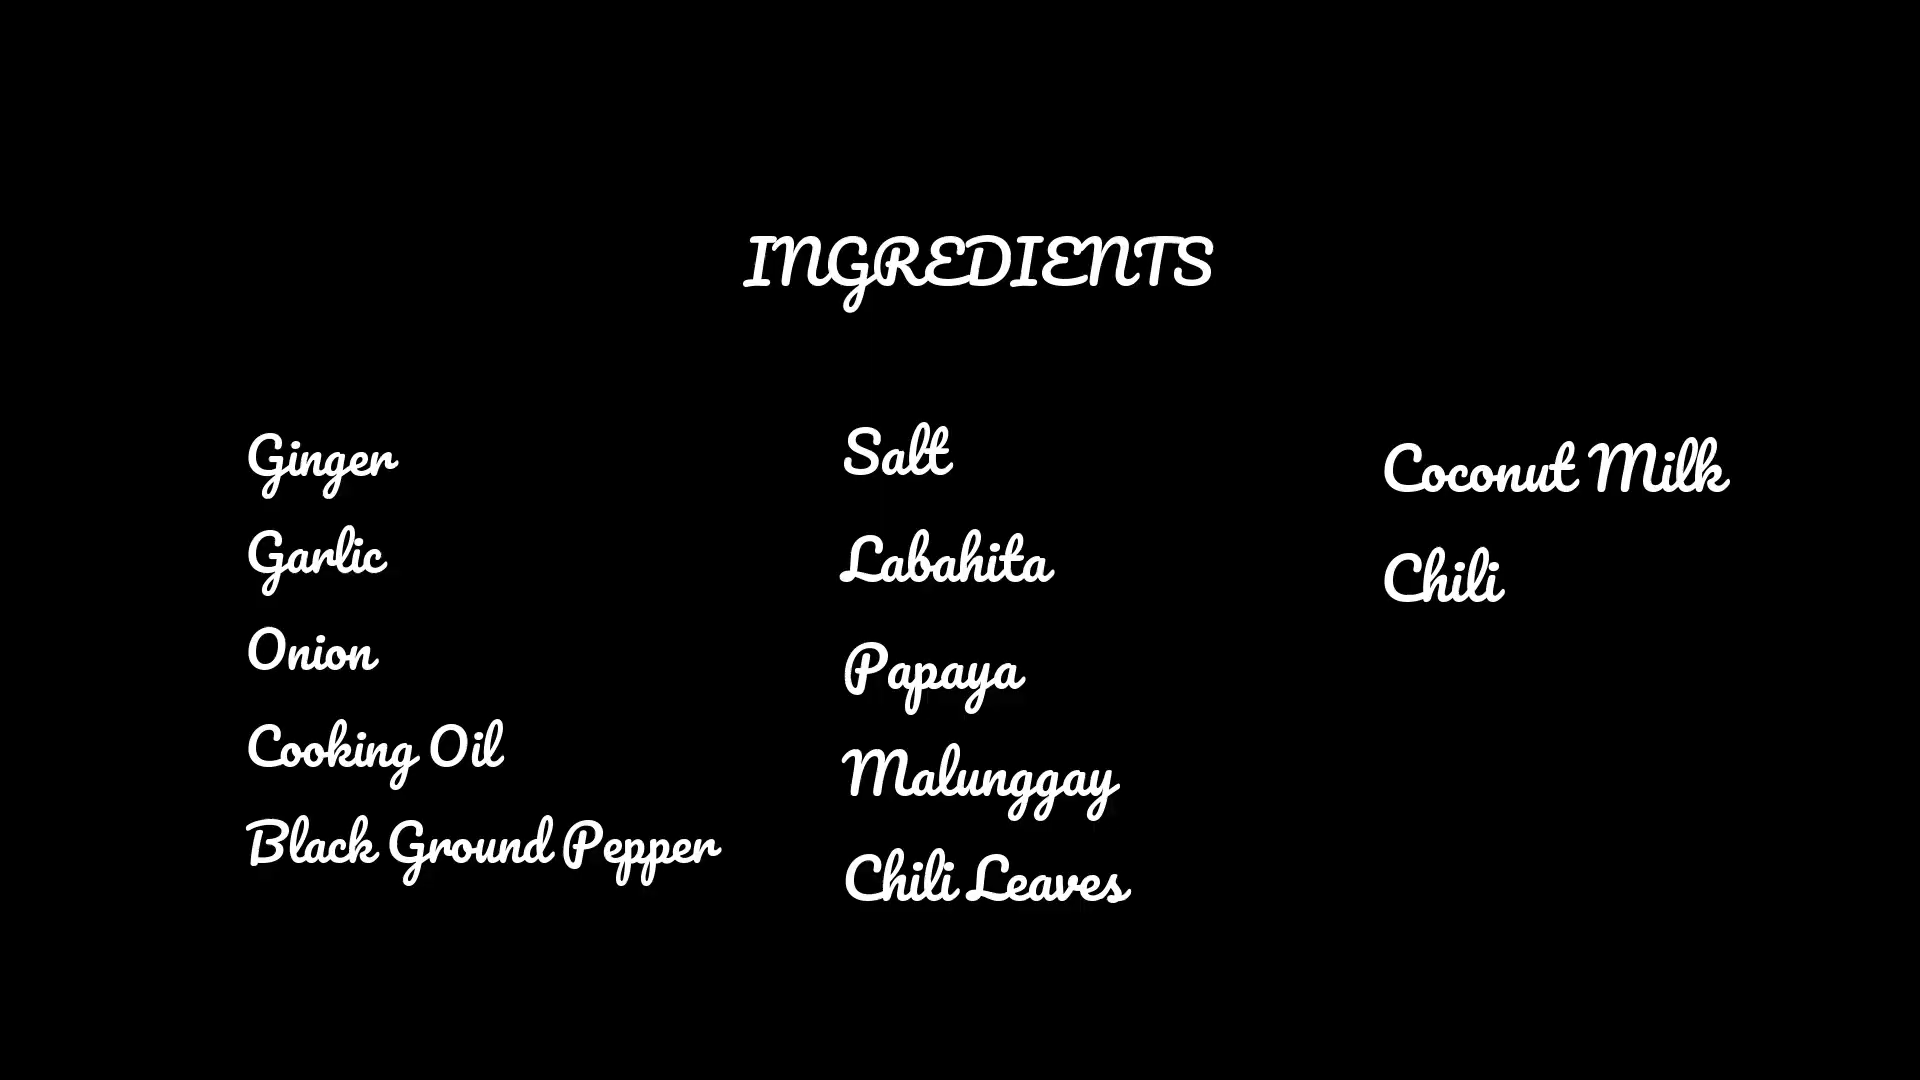 INGREDIENTS
Ginger
Garlic
Onion
Cooking Oil
Black Ground Pepper
Salt
Labahita
Papaya
Malunggay
Chili Leaves
Coconut Milk
Chili